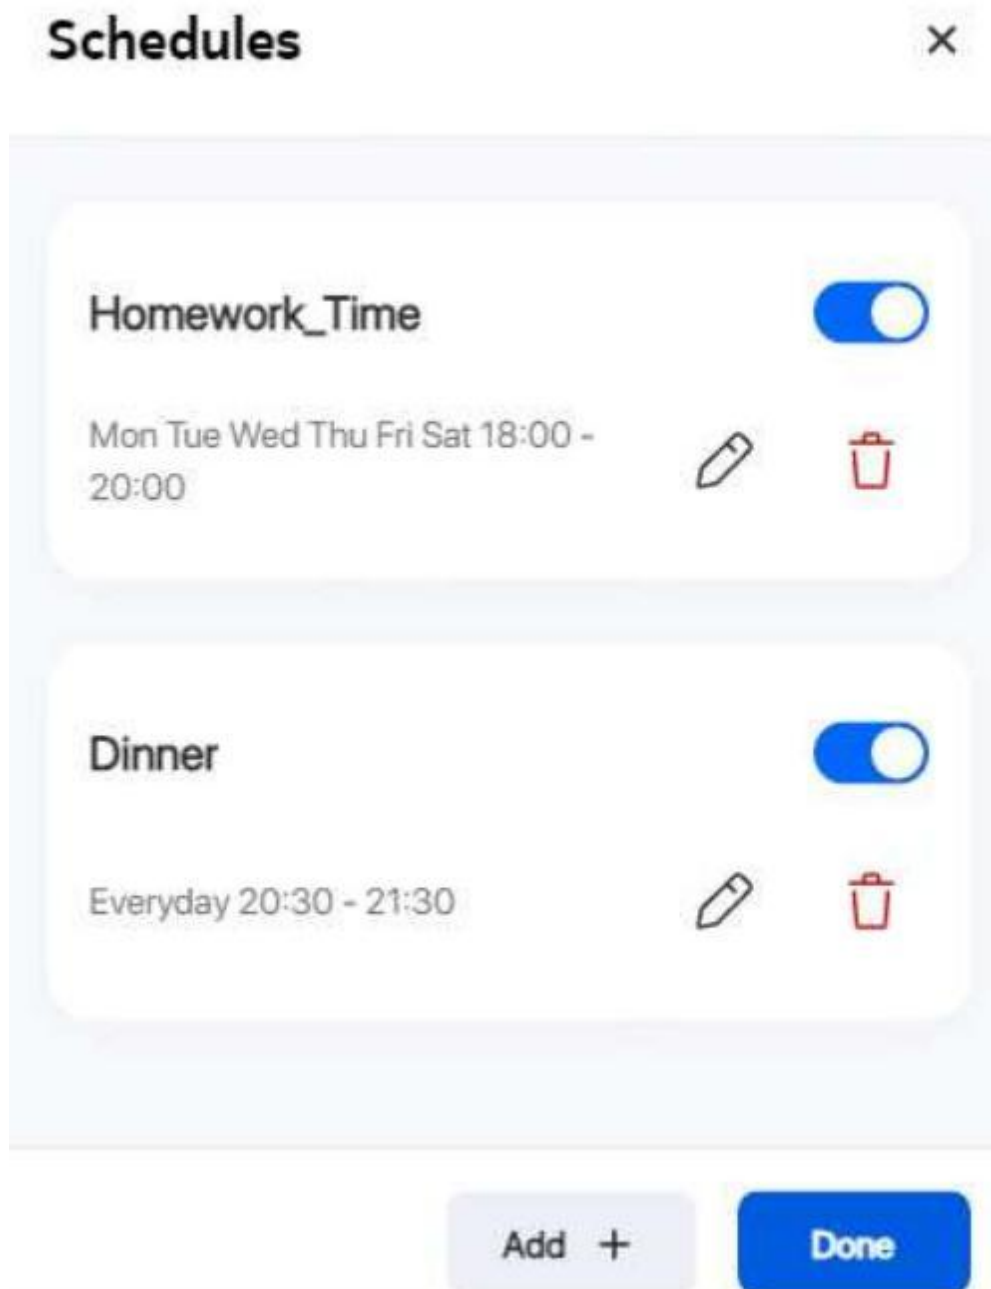 Schedules
Homework_Time
Mon Tue Wed Thu Fri Sat 18:00 -
20:00
Dinner
Everyday 20:30 - 21:30
Add +
Done